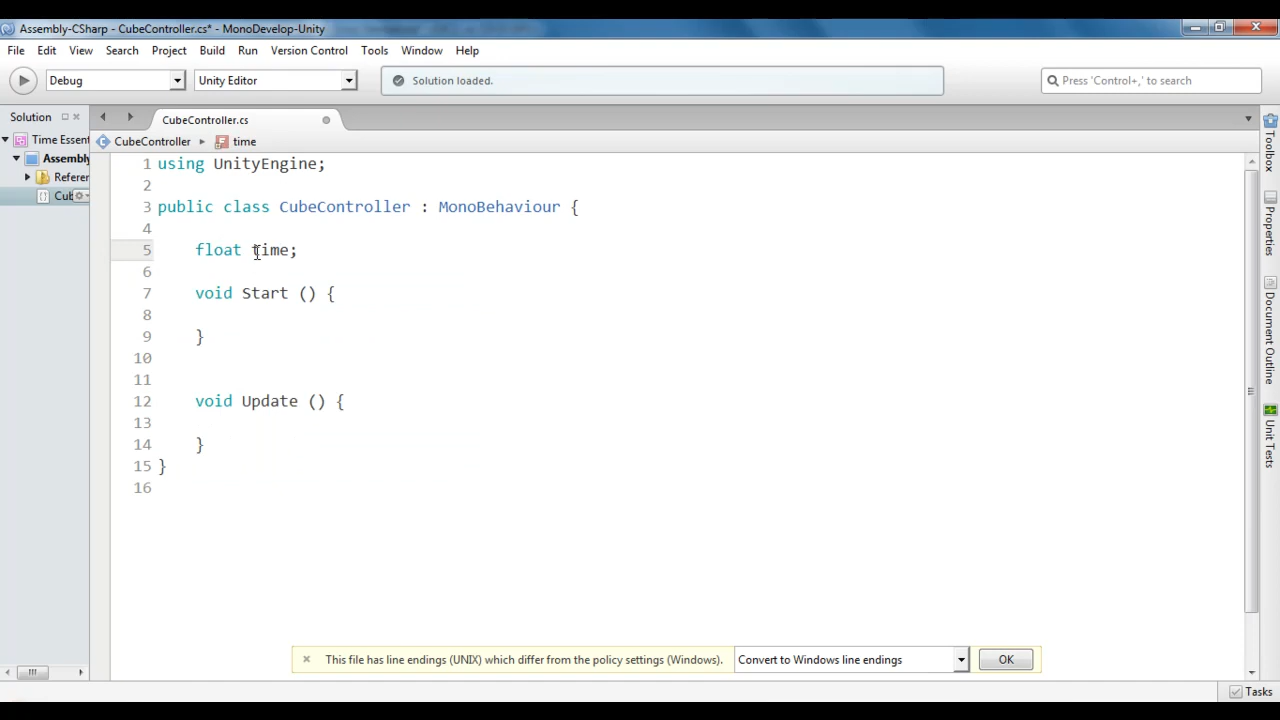 Assembly-CSharp - CubeController.cs* - MonoDevelop-Unity
File Edit View Search Project Build Run Version Control Tools Window Help
Debug Unity Editor Solution loaded. Press 'Control+,' to search
Solution CubeController.cs
CubeController time
Time Essent
Assembly
Referen
Cub
1 using UnityEngine;
2
3 public class CubeController : MonoBehaviour {
4
5 float time;
6
7 void Start () {
8
9 }
10
11
12 void Update () {
13
14 }
15 }
16
Toolbox
Properties
Document Outline
Unit Tests
This file has line endings (UNIX) which differ from the policy settings (Windows). Convert to Windows line endings OK
Tasks